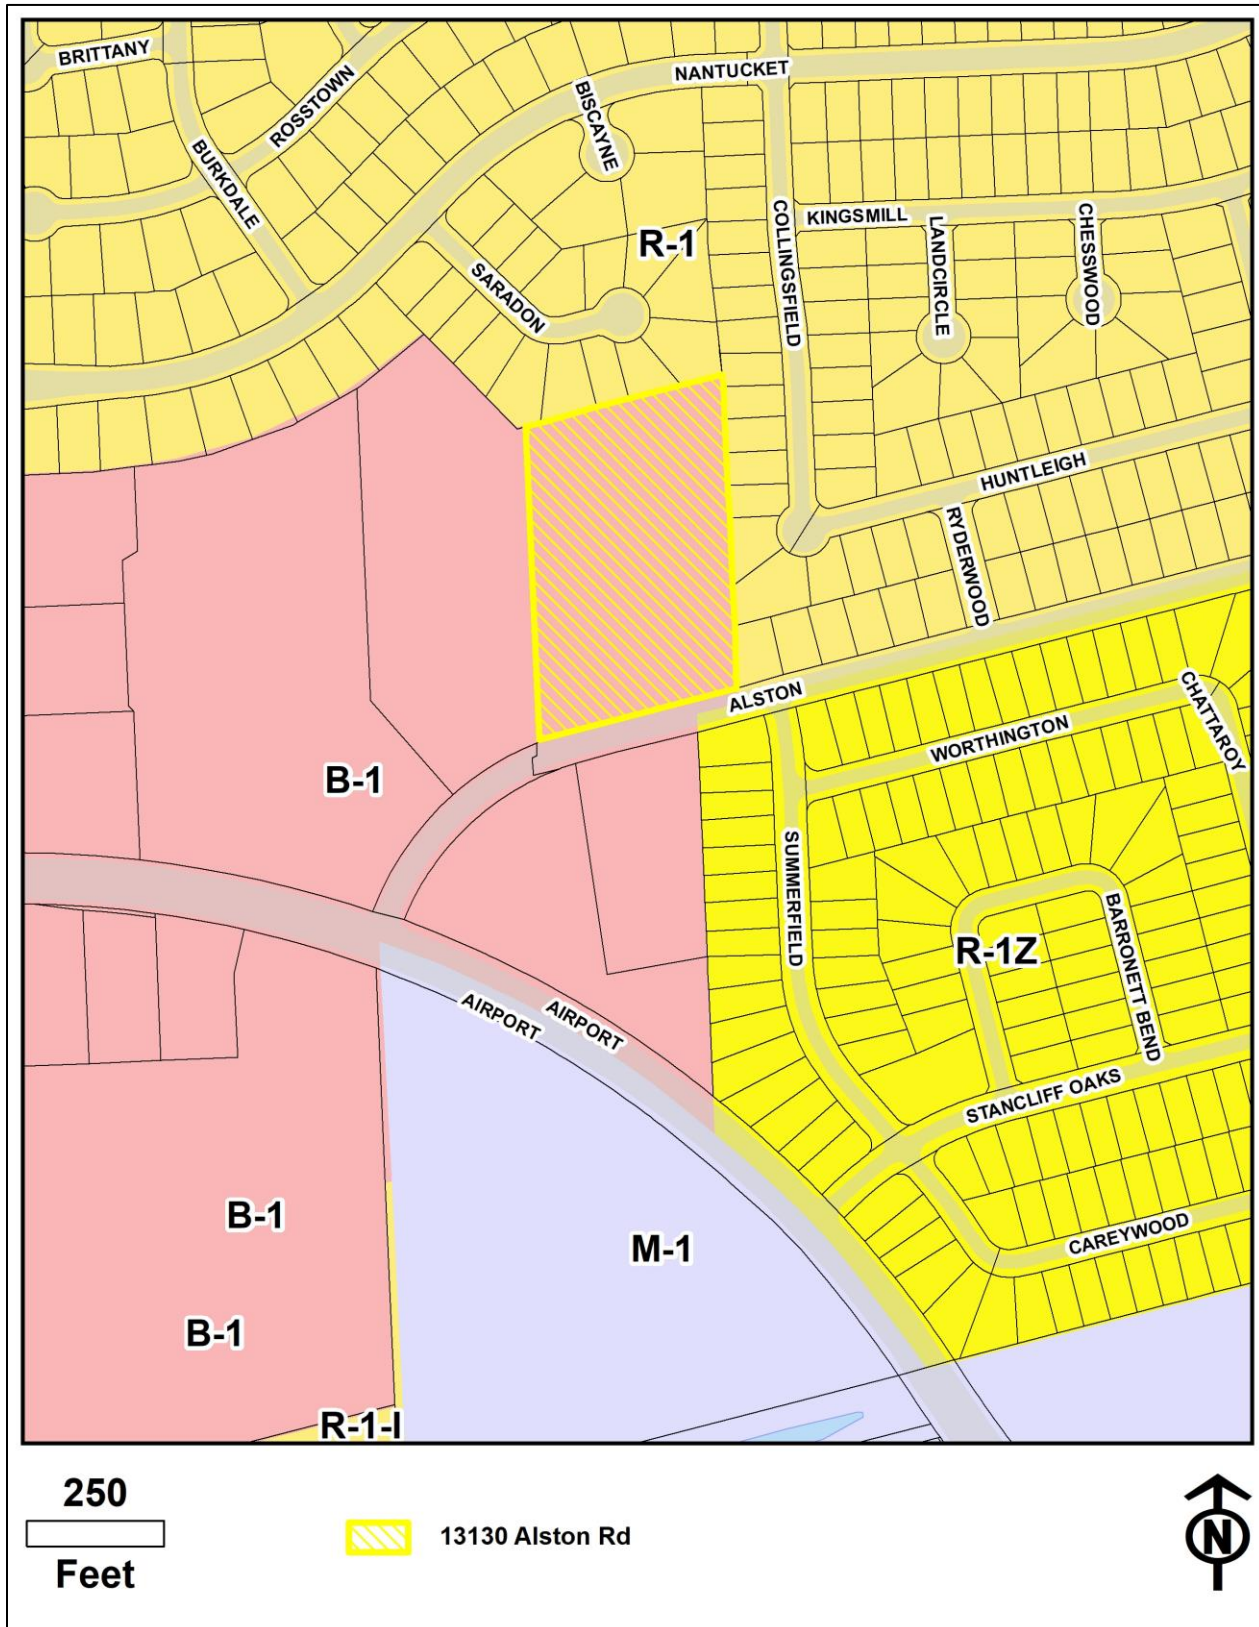 BRITTANY
ROSSTOWN
NANTUCKET
BISCAYNE
BURKDALE
COLLINGSFIELD
KINGSMILL
LANDCIRCLE
CHESSWOOD
R-1
SARADON
HUNTLEIGH
RYDERWOOD
ALSTON
CHATTAROY
WORTHINGTON
B-1
SUMMERFIELD
R-1Z
BARRONETT BEND
AIRPORT
AIRPORT
STANCLIFF OAKS
B-1
M-1
CAREYWOOD
B-1
R-1-I
250
Feet
13130 Alston Rd
N